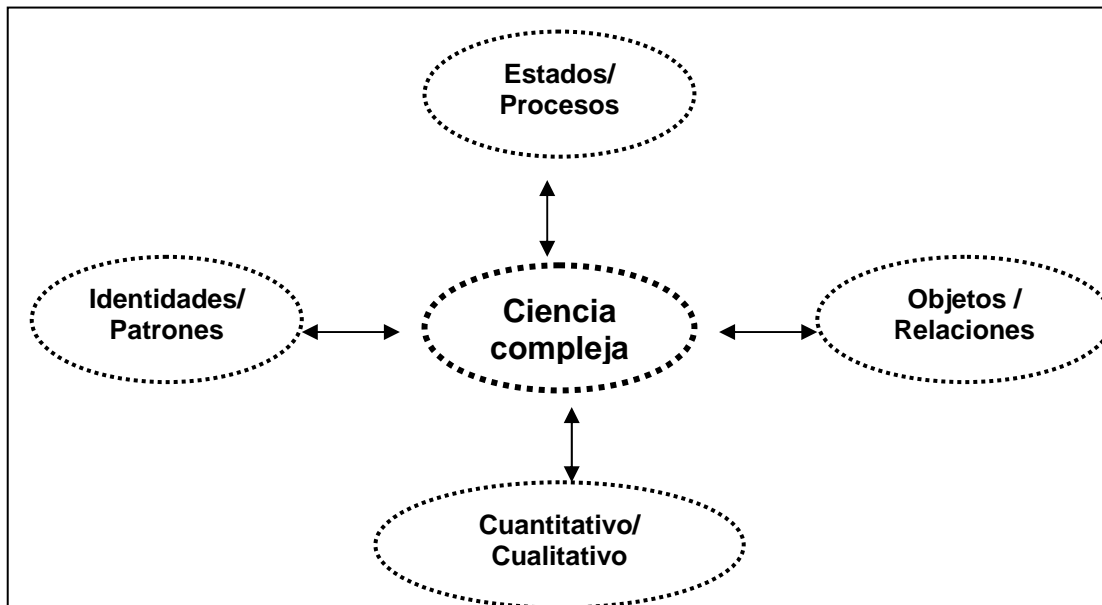 Estados/
Procesos
Identidades/
Patrones
Ciencia
compleja
Objetos /
Relaciones
Cuantitativo/
Cualitativo